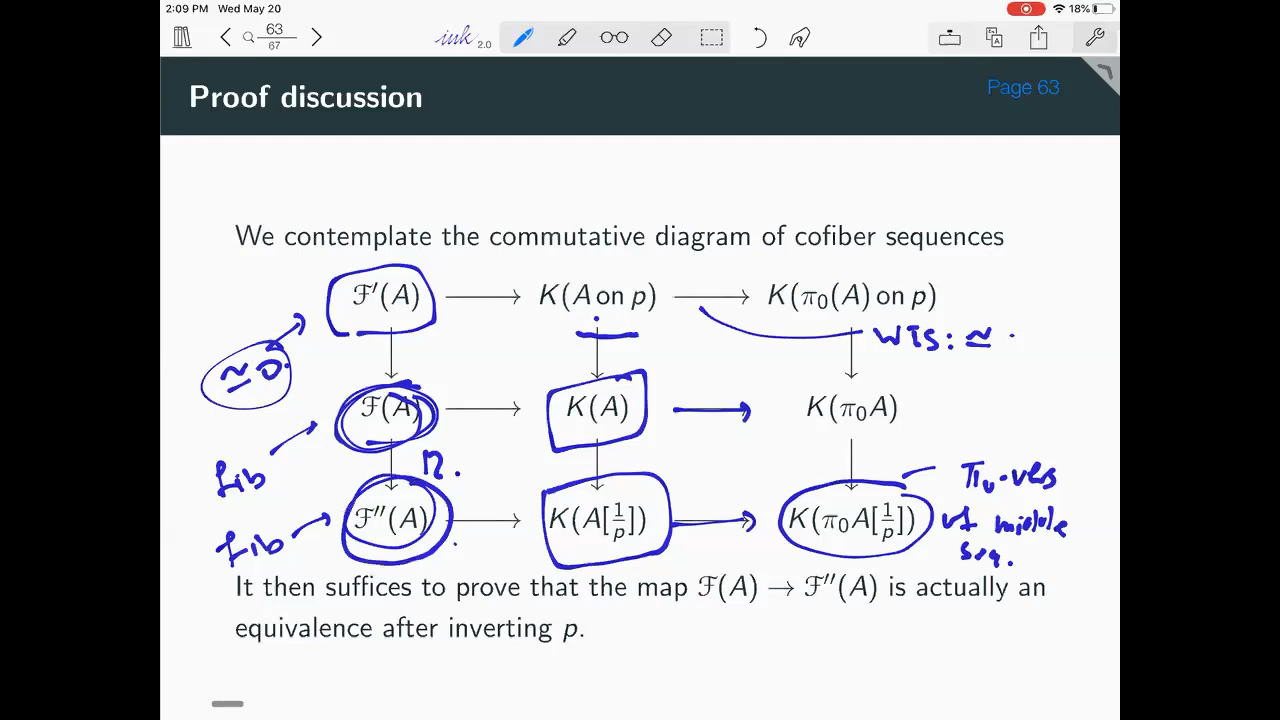 2:09 PM Wed May 20 18%
63
67
ink 2.0
Proof discussion
Page 63
We contemplate the commutative diagram of cofiber sequences
ℱ′(A) ⟶ K(A on p) ⟶ K(π₀(A) on p)
WTS: ≃
≃ 0.
ℱ(A) ⟶ K(A) ⟶ K(π₀A)
fib
π₀-vers
ℱ″(A) ⟶ K(A[1/p]) ⟶ K(π₀A[1/p])
of middle
fib
seq.
It then suffices to prove that the map ℱ(A) → ℱ″(A) is actually an
equivalence after inverting p.